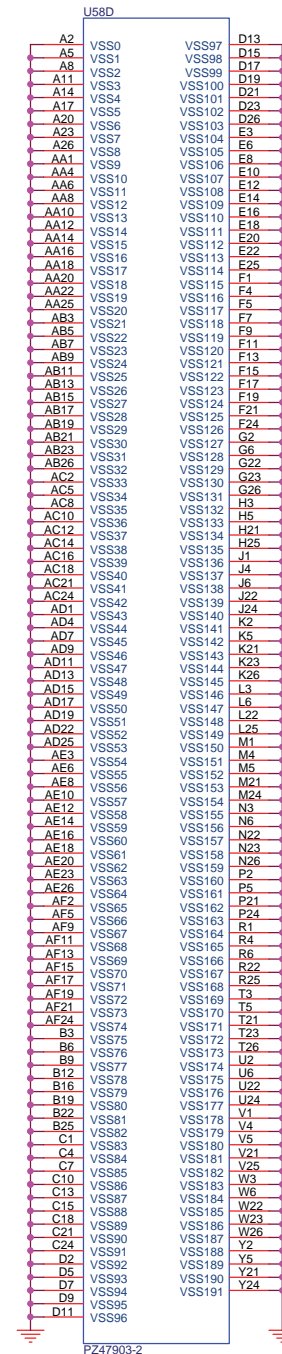 U58D
A2 VSS0 VSS97 D13
A5 VSS1 VSS98 D15
A8 VSS2 VSS99 D17
A11 VSS3 VSS100 D19
A14 VSS4 VSS101 D21
A17 VSS5 VSS102 D23
A20 VSS6 VSS103 D26
A23 VSS7 VSS104 E3
A26 VSS8 VSS105 E6
AA1 VSS9 VSS106 E8
AA4 VSS10 VSS107 E10
AA6 VSS11 VSS108 E12
AA8 VSS12 VSS109 E14
AA10 VSS13 VSS110 E16
AA12 VSS14 VSS111 E18
AA14 VSS15 VSS112 E20
AA16 VSS16 VSS113 E22
AA18 VSS17 VSS114 E25
AA20 VSS18 VSS115 F1
AA22 VSS19 VSS116 F4
AA25 VSS20 VSS117 F5
AB3 VSS21 VSS118 F7
AB5 VSS22 VSS119 F9
AB7 VSS23 VSS120 F11
AB9 VSS24 VSS121 F13
AB11 VSS25 VSS122 F15
AB13 VSS26 VSS123 F17
AB15 VSS27 VSS124 F19
AB17 VSS28 VSS125 F21
AB19 VSS29 VSS126 F24
AB21 VSS30 VSS127 G2
AB23 VSS31 VSS128 G6
AB26 VSS32 VSS129 G22
AC2 VSS33 VSS130 G23
AC5 VSS34 VSS131 G26
AC8 VSS35 VSS132 H3
AC10 VSS36 VSS133 H5
AC12 VSS37 VSS134 H21
AC14 VSS38 VSS135 H25
AC16 VSS39 VSS136 J1
AC18 VSS40 VSS137 J4
AC21 VSS41 VSS138 J6
AC24 VSS42 VSS139 J22
AD1 VSS43 VSS140 J24
AD4 VSS44 VSS141 K2
AD7 VSS45 VSS142 K5
AD9 VSS46 VSS143 K21
AD11 VSS47 VSS144 K23
AD13 VSS48 VSS145 K26
AD15 VSS49 VSS146 L3
AD17 VSS50 VSS147 L6
AD19 VSS51 VSS148 L22
AD22 VSS52 VSS149 L25
AD25 VSS53 VSS150 M1
AE3 VSS54 VSS151 M4
AE6 VSS55 VSS152 M5
AE8 VSS56 VSS153 M21
AE10 VSS57 VSS154 M24
AE12 VSS58 VSS155 N3
AE14 VSS59 VSS156 N6
AE16 VSS60 VSS157 N22
AE18 VSS61 VSS158 N23
AE20 VSS62 VSS159 N26
AE23 VSS63 VSS160 P2
AE26 VSS64 VSS161 P5
AF2 VSS65 VSS162 P21
AF5 VSS66 VSS163 P24
AF9 VSS67 VSS164 R1
AF11 VSS68 VSS165 R4
AF13 VSS69 VSS166 R6
AF15 VSS70 VSS167 R22
AF17 VSS71 VSS168 R25
AF19 VSS72 VSS169 T3
AF21 VSS73 VSS170 T5
AF24 VSS74 VSS171 T21
B3 VSS75 VSS172 T23
B6 VSS76 VSS173 T26
B9 VSS77 VSS174 U2
B12 VSS78 VSS175 U6
B16 VSS79 VSS176 U22
B19 VSS80 VSS177 U24
B22 VSS81 VSS178 V1
B25 VSS82 VSS179 V4
C1 VSS83 VSS180 V5
C4 VSS84 VSS181 V21
C7 VSS85 VSS182 V25
C10 VSS86 VSS183 W3
C13 VSS87 VSS184 W6
C15 VSS88 VSS185 W22
C18 VSS89 VSS186 W23
C21 VSS90 VSS187 W26
C24 VSS91 VSS188 Y2
D2 VSS92 VSS189 Y5
D5 VSS93 VSS190 Y21
D7 VSS94 VSS191 Y24
D9 VSS95
D11 VSS96
PZ47903-2